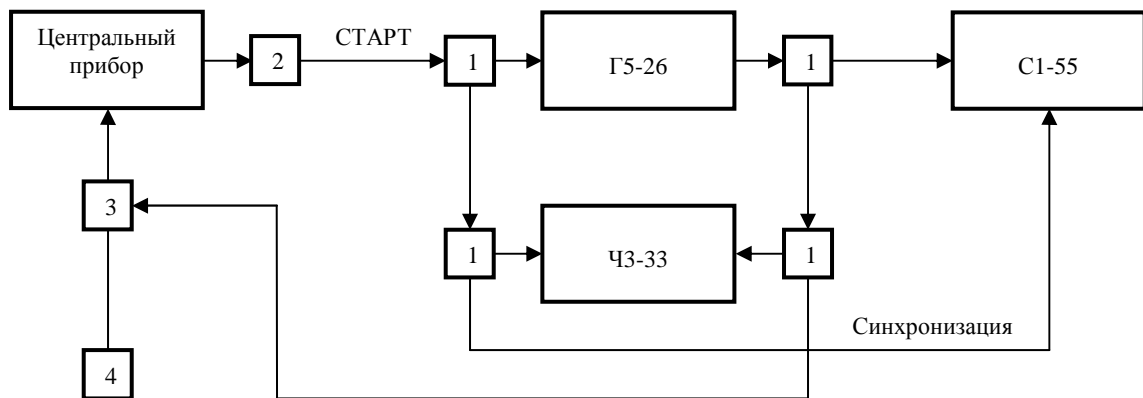 Центральный
прибор
2
СТАРТ
1
Г5-26
1
С1-55
3
1
Ч3-33
1
Синхронизация
4